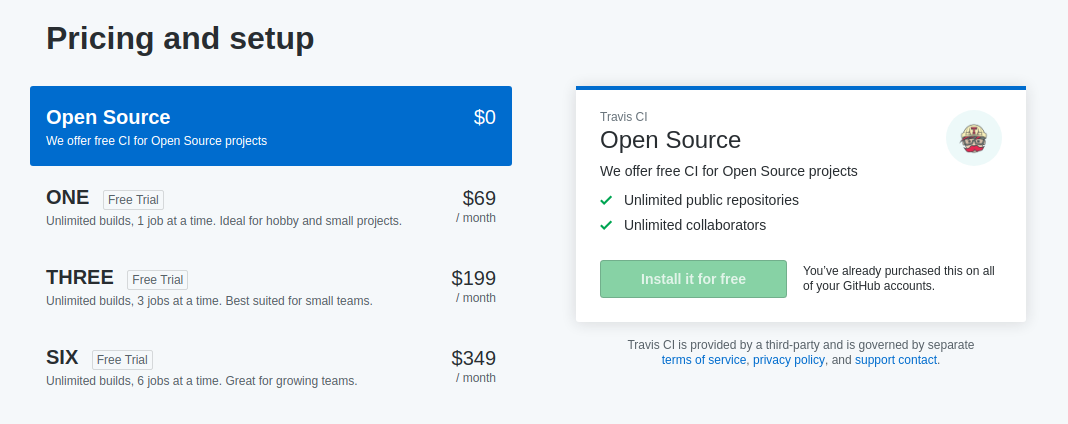 Pricing and setup
Open Source $0
We offer free CI for Open Source projects
ONE Free Trial $69
Unlimited builds, 1 job at a time. Ideal for hobby and small projects. / month
THREE Free Trial $199
Unlimited builds, 3 jobs at a time. Best suited for small teams. / month
SIX Free Trial $349
Unlimited builds, 6 jobs at a time. Great for growing teams. / month
Travis CI
Open Source
We offer free CI for Open Source projects
Unlimited public repositories
Unlimited collaborators
Install it for free
You've already purchased this on all
of your GitHub accounts.
Travis CI is provided by a third-party and is governed by separate
terms of service, privacy policy, and support contact.